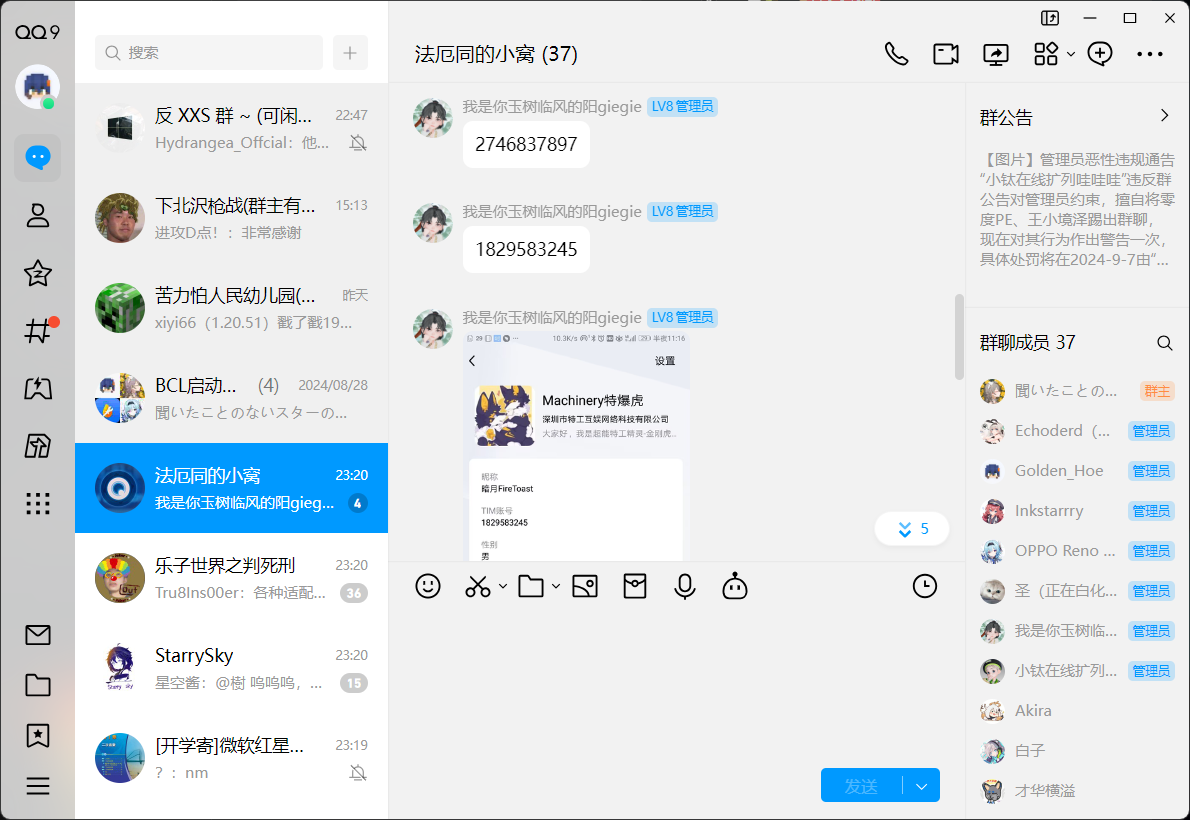 QQ9
搜索
反 XXS 群 ~ (可闲...
22:47
Hydrangea_Offcial：他...
下北沢枪战(群主有...
15:13
进攻D点！：非常感谢
苦力怕人民幼儿园(...
昨天
xiyi66（1.20.51）戳了戳19...
BCL启动... (4)
2024/08/28
聞いたことのないスターの...
法厄同的小窝
23:20
我是你玉树临风的阳gieg...
4
乐子世界之判死刑
23:20
Tru8Ins00er：各种适配...
36
StarrySky
23:20
星空酱：@樹 呜呜呜，...
15
[开学寄]微软红星...
23:19
？：nm
法厄同的小窝 (37)
我是你玉树临风的阳giegie LV8 管理员
2746837897
我是你玉树临风的阳giegie LV8 管理员
1829583245
我是你玉树临风的阳giegie LV8 管理员
10.3K/s
半夜11:16
设置
Machinery特爆虎
深圳市特工互娱网络科技有限公司
大家好，我是超能特工精灵·金刚虎...
昵称
暗月FireToast
TIM账号
1829583245
性别
男
5
发送
群公告
【图片】管理员恶性违规通告
“小钛在线扩列哇哇哇”违反群
公告对管理员约束，擅自将零
度PE、王小境泽踢出群聊，
现在对其行为作出警告一次，
具体处罚将在2024-9-7由“...
群聊成员 37
聞いたことの... 群主
Echoderd（... 管理员
Golden_Hoe 管理员
Inkstarrry 管理员
OPPO Reno ... 管理员
圣（正在白化... 管理员
我是你玉树临... 管理员
小钛在线扩列... 管理员
Akira
白子
才华横溢